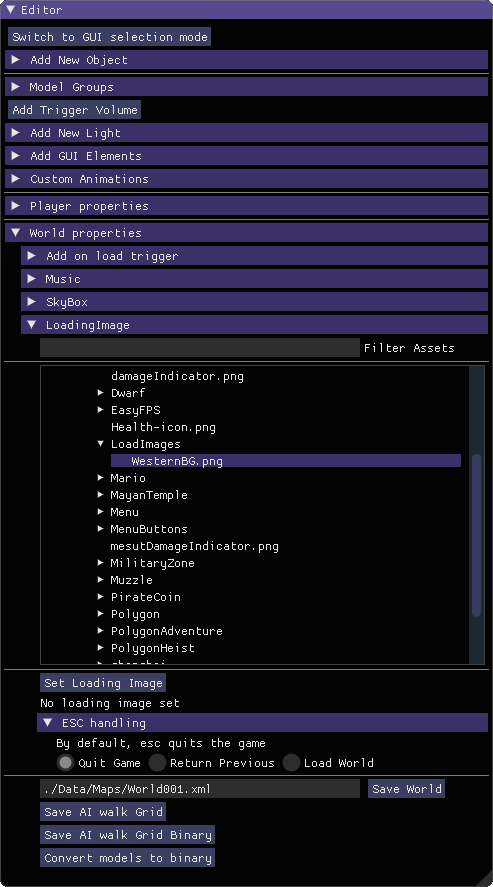 Editor
Switch to GUI selection mode
Add New Object
Model Groups
Add Trigger Volume
Add New Light
Add GUI Elements
Custom Animations
Player properties
World properties
Add on load trigger
Music
SkyBox
LoadingImage
Filter Assets
damageIndicator.png
Dwarf
EasyFPS
Health-icon.png
LoadImages
WesternBG.png
Mario
MayanTemple
Menu
MenuButtons
mesutDamageIndicator.png
MilitaryZone
Muzzle
PirateCoin
Polygon
PolygonAdventure
PolygonHeist
Set Loading Image
No loading image set
ESC handling
By default, esc quits the game
Quit Game Return Previous Load World
./Data/Maps/World001.xml Save World
Save AI walk Grid
Save AI walk Grid Binary
Convert models to binary